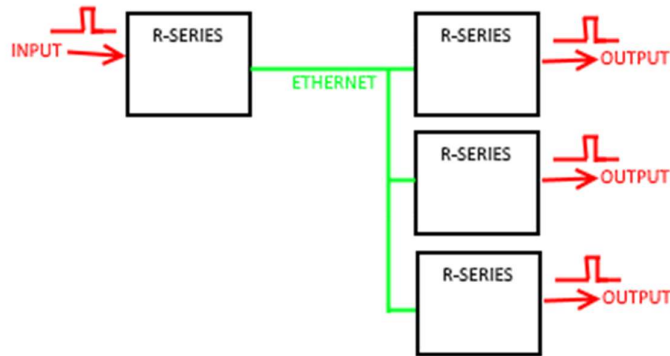 R-SERIES
INPUT
ETHERNET
R-SERIES
OUTPUT
R-SERIES
OUTPUT
R-SERIES
OUTPUT